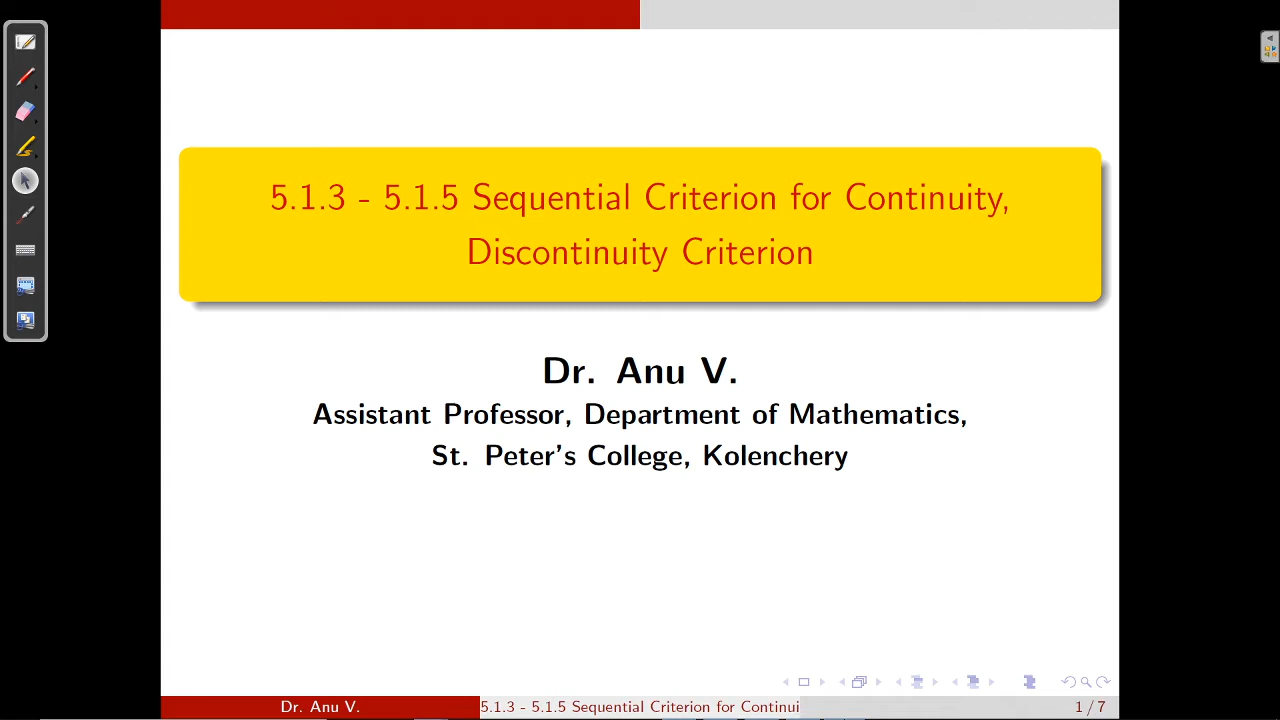 5.1.3 - 5.1.5 Sequential Criterion for Continuity,
Discontinuity Criterion
Dr. Anu V.
Assistant Professor, Department of Mathematics,
St. Peter's College, Kolenchery
Dr. Anu V.
5.1.3 - 5.1.5 Sequential Criterion for Continui
1 / 7